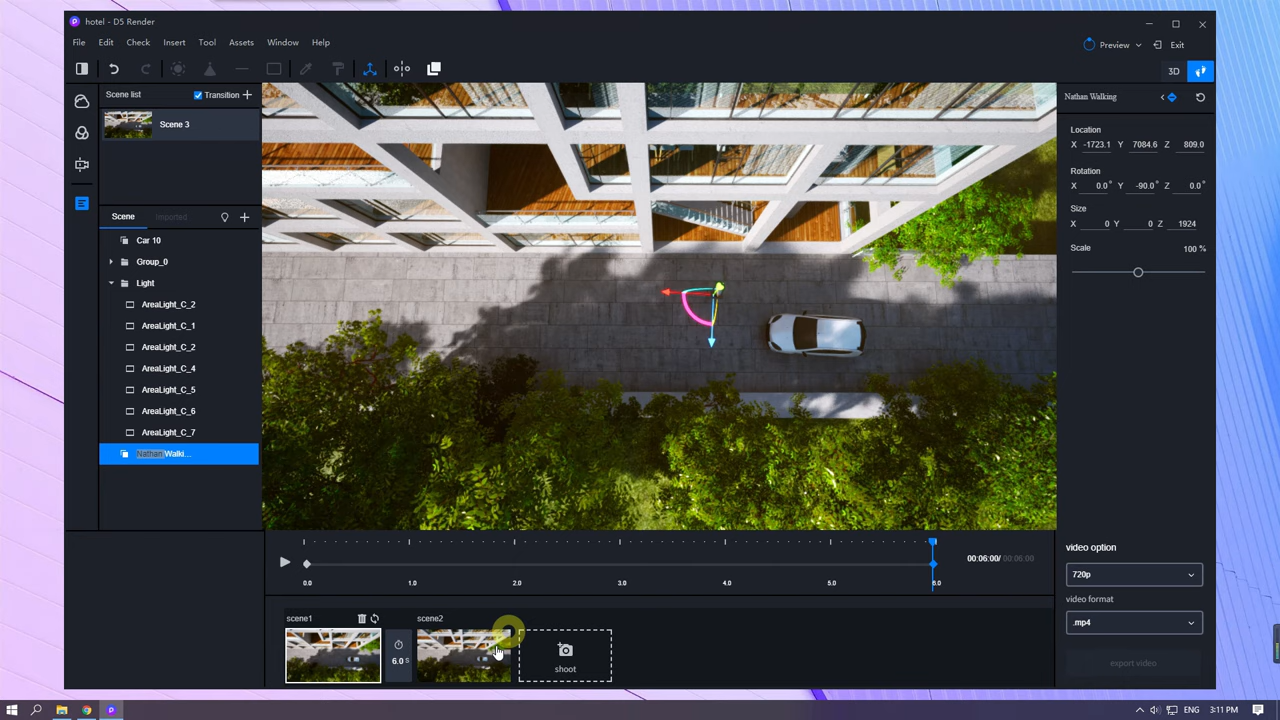 hotel - D5 Render
File Edit Check Insert Tool Assets Window Help
Preview Exit
3D
Scene list Transition
Scene 3
Scene Imported
Car 10
Group_0
Light
AreaLight_C_2
AreaLight_C_1
AreaLight_C_2
AreaLight_C_4
AreaLight_C_5
AreaLight_C_6
AreaLight_C_7
Nathan Walki...
Nathan Walking
Location
X -1723.1 Y 7084.6 Z 809.0
Rotation
X 0.0° Y -90.0° Z 0.0°
Size
X 0 Y 0 Z 1924
Scale 100 %
00:06:00/ 00:06:00
0.0 1.0 2.0 3.0 4.0 5.0 6.0
scene1 scene2
6.0 s
shoot
video option
720p
video format
.mp4
export video
ENG 3:11 PM